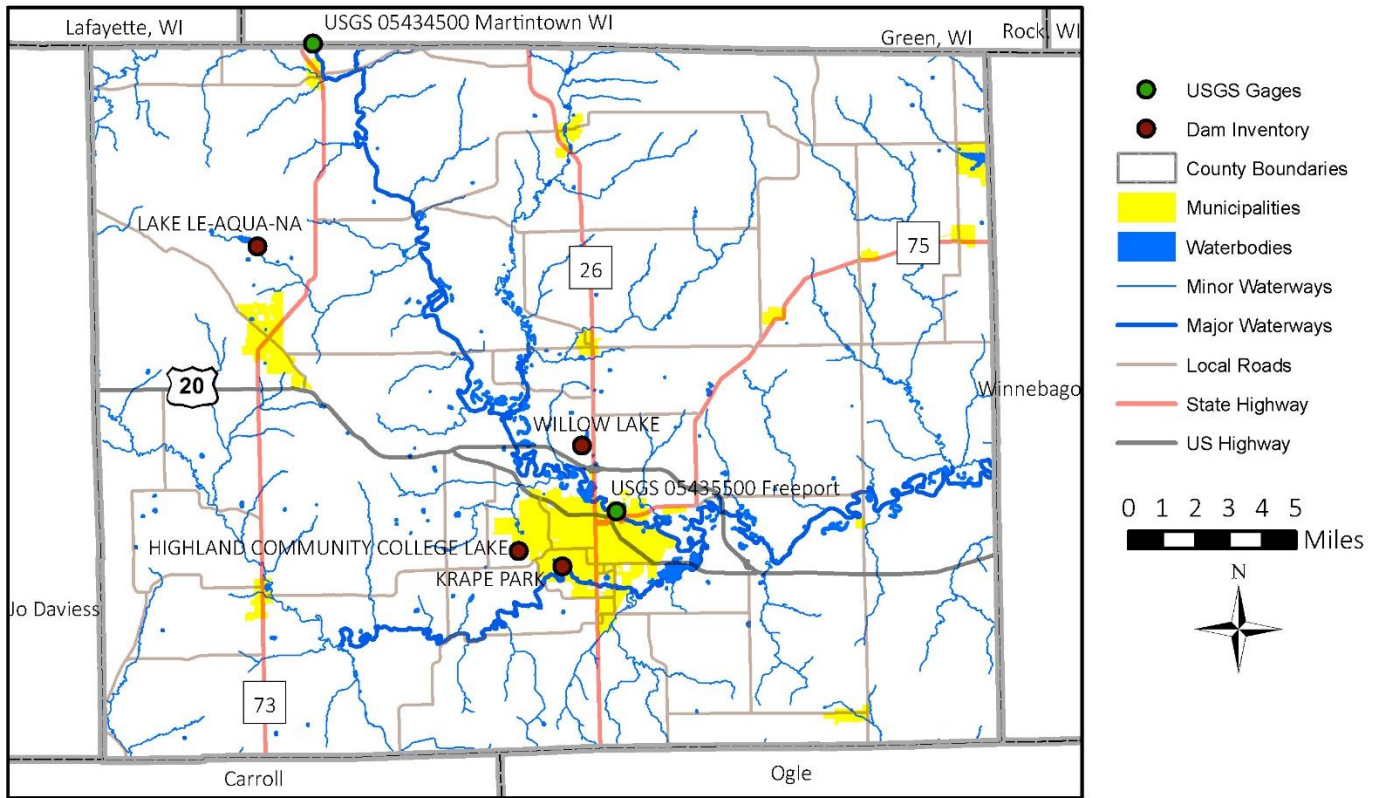 USGS 05434500 Martintown WI
Lafayette, WI
Green, WI
Rock, WI
LAKE LE-AQUA-NA
75
26
20
Winnebago
WILLOW LAKE
USGS 05435500 Freeport
HIGHLAND COMMUNITY COLLEGE LAKE
KRAPE PARK
Jo Daviess
73
Carroll
Ogle
USGS Gages
Dam Inventory
County Boundaries
Municipalities
Waterbodies
Minor Waterways
Major Waterways
Local Roads
State Highway
US Highway
0 1 2 3 4 5
Miles
N